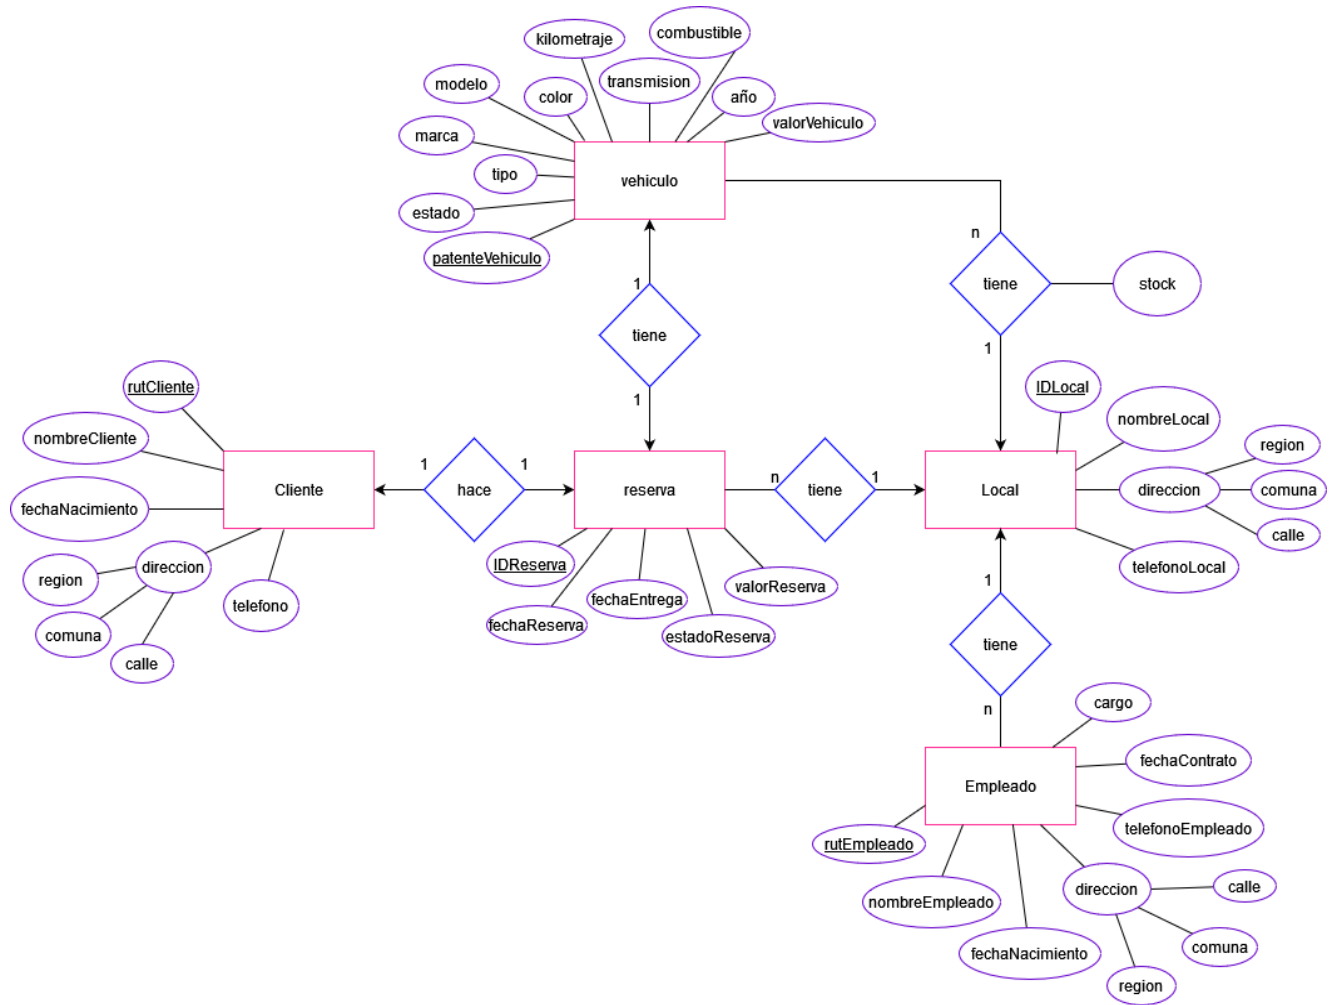 combustible
kilometraje
transmision
modelo
color
año
valorVehiculo
marca
tipo
vehiculo
estado
patenteVehiculo
n
tiene
stock
1
1
tiene
1
rutCliente
IDLocal
nombreCliente
nombreLocal
region
1
hace
1
Cliente
reserva
n
tiene
1
Local
direccion
comuna
fechaNacimiento
calle
IDReserva
telefonoLocal
direccion
region
valorReserva
fechaEntrega
1
telefono
comuna
fechaReserva
estadoReserva
tiene
calle
n
cargo
fechaContrato
Empleado
telefonoEmpleado
rutEmpleado
direccion
calle
nombreEmpleado
comuna
fechaNacimiento
region